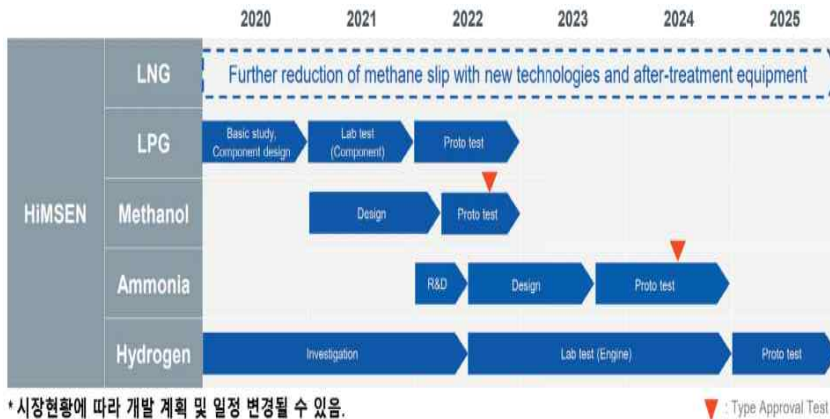 2020 2021 2022 2023 2024 2025
HiMSEN
LNG
Further reduction of methane slip with new technologies and after-treatment equipment
LPG
Basic study,
Component design
Lab test
(Component)
Proto test
Methanol
Design
Proto test
Ammonia
R&D
Design
Proto test
Hydrogen
Investigation
Lab test (Engine)
Proto test
* 시장현황에 따라 개발 계획 및 일정 변경될 수 있음.
: Type Approval Test